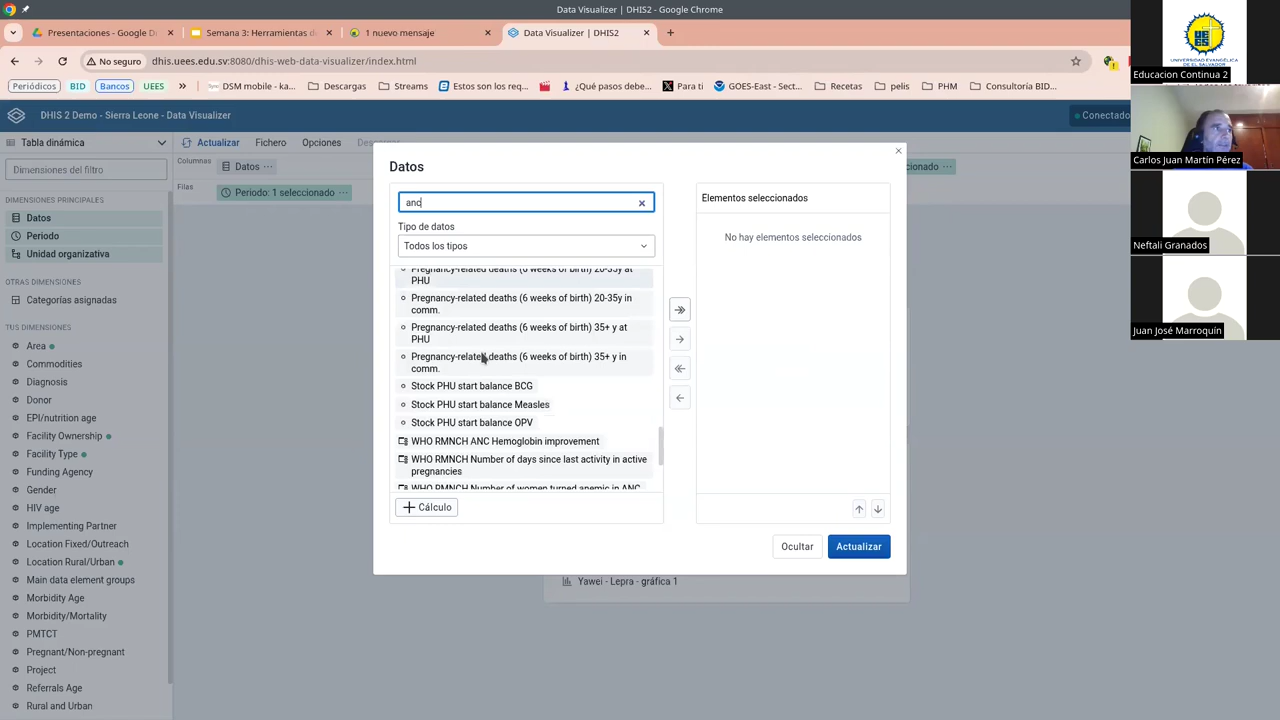 Data Visualizer | DHIS2 - Google Chrome
Presentaciones - Google D
Semana 3: Herramientas d
1 nuevo mensaje
Data Visualizer | DHIS2
No seguro
dhis.uees.edu.sv:8080/dhis-web-data-visualizer/index.html
Periódicos
BID
Bancos
UEES
DSM mobile - ka...
Descargas
Streams
Estos son los req...
¿Qué pasos debe...
Para ti
GOES-East - Sect...
Recetas
pelis
PHM
Consultoría BID...
DHIS 2 Demo - Sierra Leone - Data Visualizer
Conectado
Tabla dinámica
Actualizar
Fichero
Opciones
Dimensiones del filtro
Columnas
Datos
cionado
Filas
Periodo: 1 seleccionado
DIMENSIONES PRINCIPALES
Datos
Periodo
Unidad organizativa
OTRAS DIMENSIONES
Categorías asignadas
TUS DIMENSIONES
Area
Commodities
Diagnosis
Donor
EPI/nutrition age
Facility Ownership
Facility Type
Funding Agency
Gender
HIV age
Implementing Partner
Location Fixed/Outreach
Location Rural/Urban
Main data element groups
Morbidity Age
Morbidity/Mortality
PMTCT
Pregnant/Non-pregnant
Project
Referrals Age
Rural and Urban
Datos
anc
Tipo de datos
Todos los tipos
Pregnancy-related deaths (6 weeks of birth) 20-35y at
PHU
Pregnancy-related deaths (6 weeks of birth) 20-35y in
comm.
Pregnancy-related deaths (6 weeks of birth) 35+ y at
PHU
Pregnancy-related deaths (6 weeks of birth) 35+ y in
comm.
Stock PHU start balance BCG
Stock PHU start balance Measles
Stock PHU start balance OPV
WHO RMNCH ANC Hemoglobin improvement
WHO RMNCH Number of days since last activity in active
pregnancies
WHO RMNCH Number of women turned anemic in ANC
Cálculo
Elementos seleccionados
No hay elementos seleccionados
Ocultar
Actualizar
Yawei - Lepra - gráfica 1
UEES
UNIVERSIDAD EVANGÉLICA
DE EL SALVADOR
Educacion Continua 2
Carlos Juan Martín Pérez
Neftali Granados
Juan José Marroquín